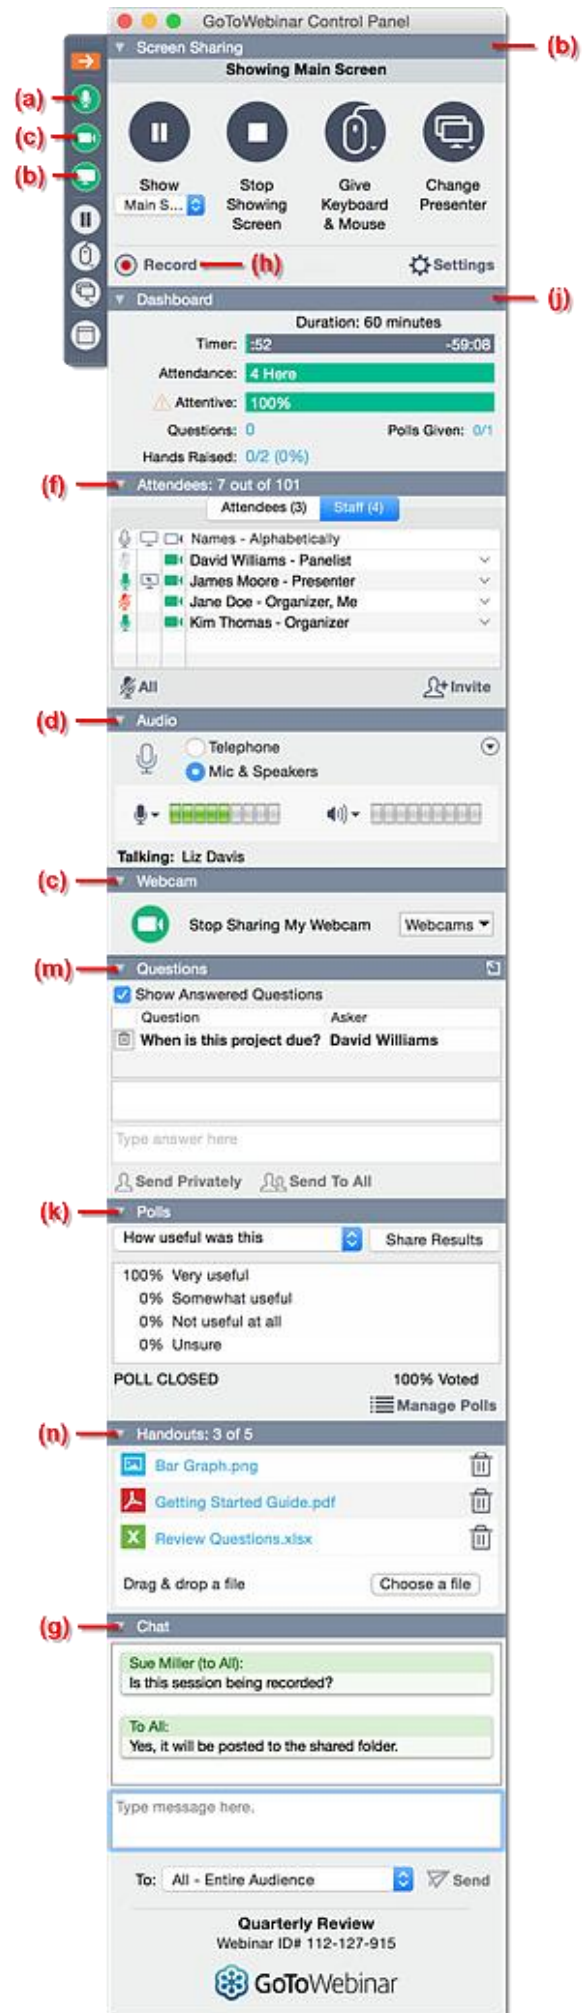 GoToWebinar Control Panel
Screen Sharing
(b)
Showing Main Screen
(a)
(c)
(b)
Show
Main S...
Stop Showing Screen
Give Keyboard & Mouse
Change Presenter
Record
(h)
Settings
Dashboard
(j)
Duration: 60 minutes
Timer: :52 -59:08
Attendance: 4 Here
Attentive: 100%
Questions: 0 Polls Given: 0/1
Hands Raised: 0/2 (0%)
(f) Attendees: 7 out of 101
Attendees (3) Staff (4)
Names - Alphabetically
David Williams - Panelist
James Moore - Presenter
Jane Doe - Organizer, Me
Kim Thomas - Organizer
All Invite
(d) Audio
Telephone
Mic & Speakers
Talking: Liz Davis
(c) Webcam
Stop Sharing My Webcam Webcams
(m) Questions
Show Answered Questions
Question Asker
When is this project due? David Williams
Type answer here
Send Privately Send To All
(k) Polls
How useful was this Share Results
100% Very useful
0% Somewhat useful
0% Not useful at all
0% Unsure
POLL CLOSED 100% Voted
Manage Polls
(n) Handouts: 3 of 5
Bar Graph.png
Getting Started Guide.pdf
Review Questions.xlsx
Drag & drop a file Choose a file
(g) Chat
Sue Miller (to All):
Is this session being recorded?
To All:
Yes, it will be posted to the shared folder.
Type message here.
To: All - Entire Audience Send
Quarterly Review
Webinar ID# 112-127-915
GoToWebinar